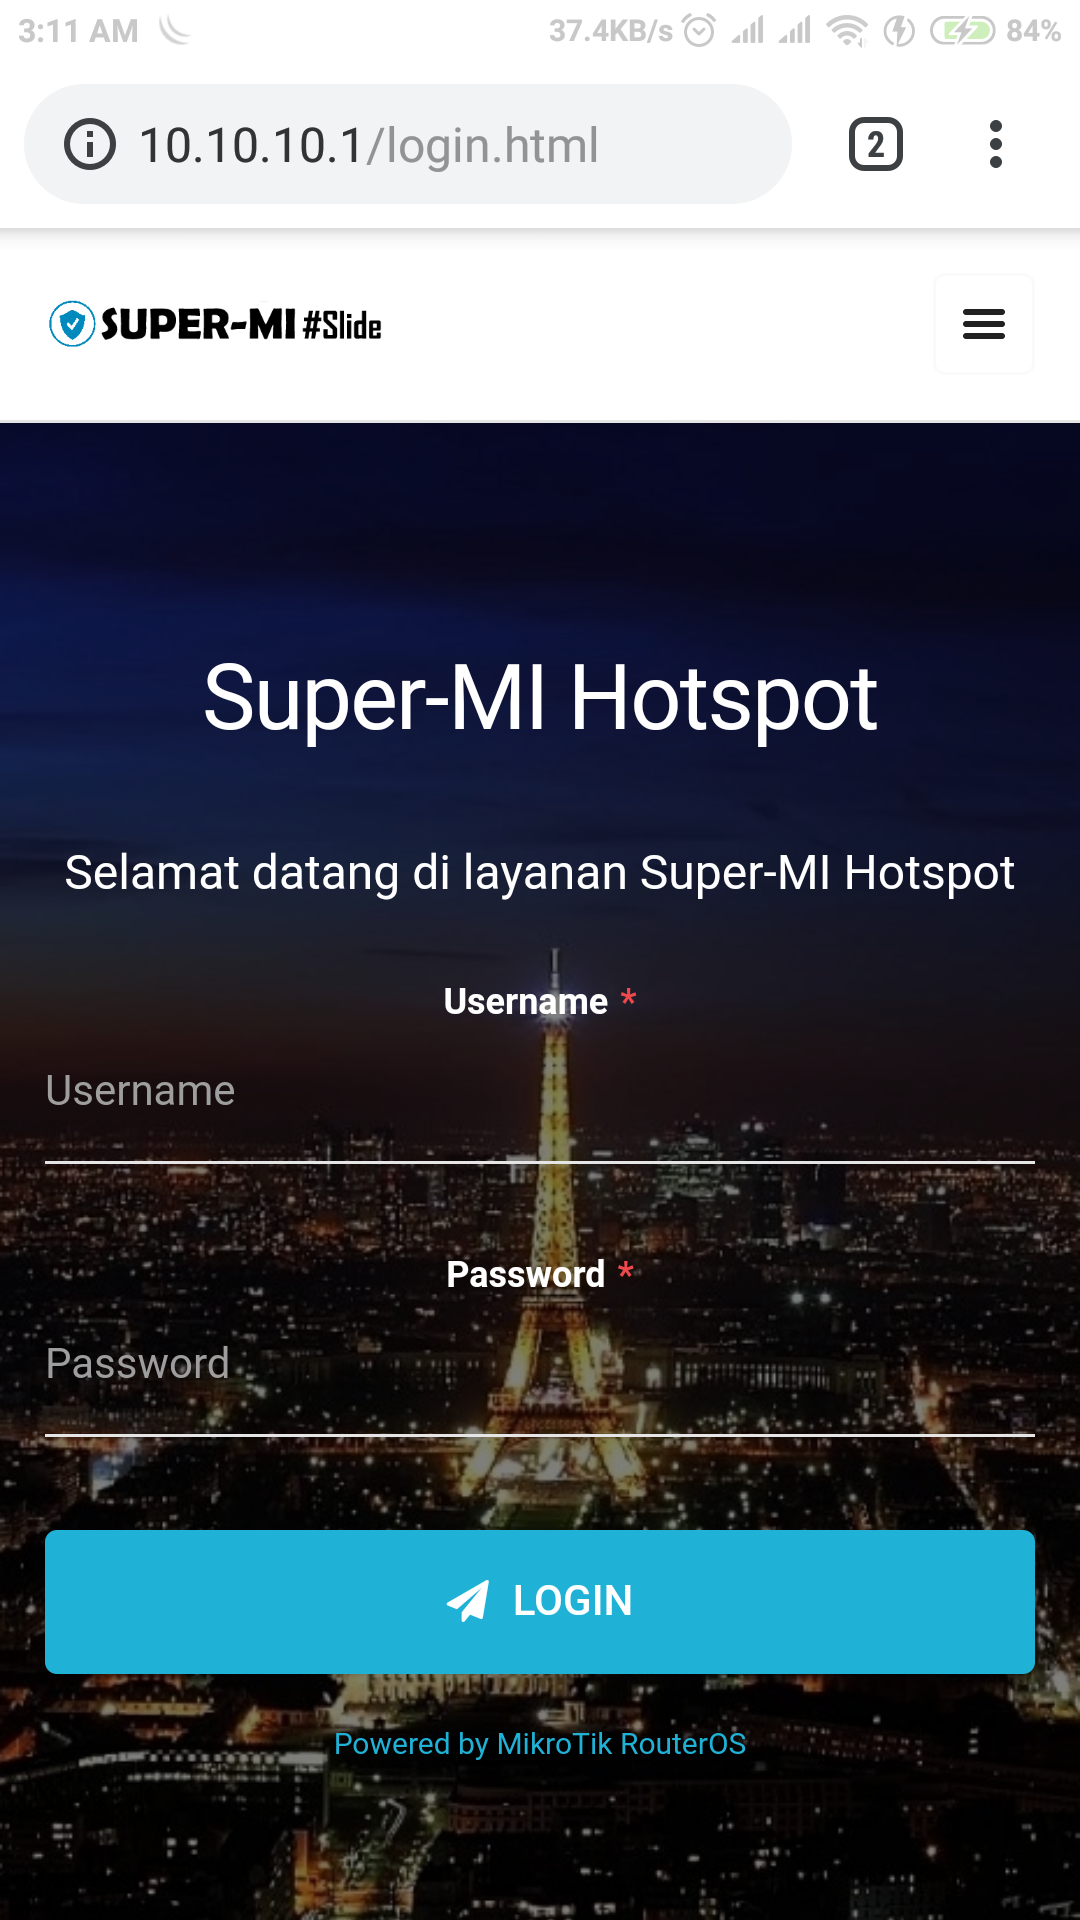 3:11 AM 37.4KB/s 84%
10.10.10.1/login.html 2
SUPER-MI #Slide
Super-MI Hotspot
Selamat datang di layanan Super-MI Hotspot
Username *
Username
Password *
Password
LOGIN
Powered by MikroTik RouterOS